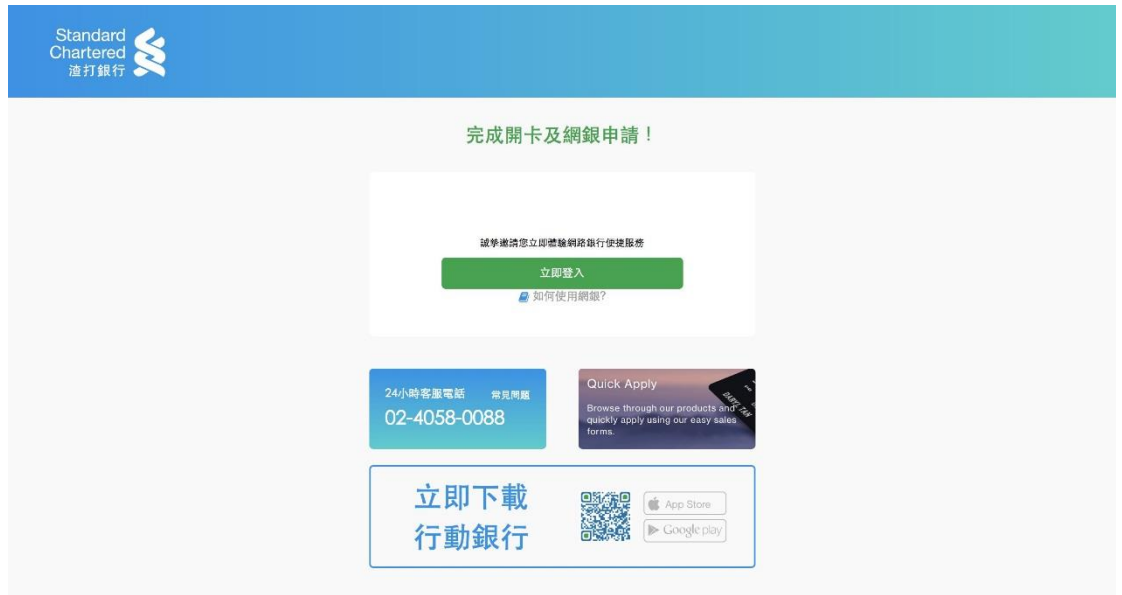 Standard
Chartered
渣打銀行
完成開卡及網銀申請！
誠摯邀請您立即體驗網路銀行便捷服務
立即登入
如何使用網銀?
24小時客服電話 常見問題
02-4058-0088
Quick Apply
Browse through our products and
quickly apply using our easy sales
forms.
DARYL TAN
立即下載
行動銀行
App Store
Google play